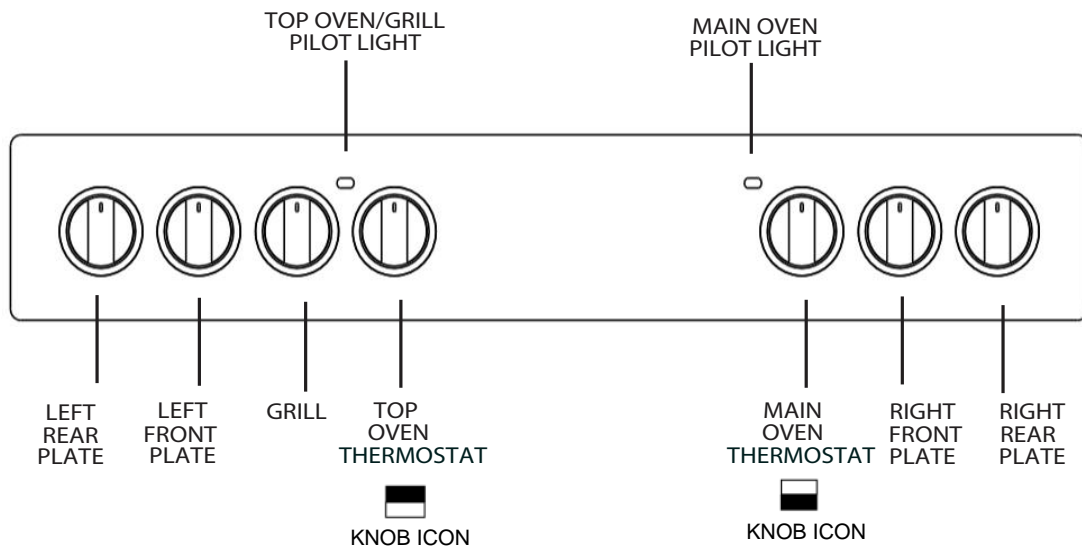 TOP OVEN/GRILL
PILOT LIGHT
MAIN OVEN
PILOT LIGHT
LEFT
REAR
PLATE
LEFT
FRONT
PLATE
GRILL
TOP
OVEN
THERMOSTAT
KNOB ICON
MAIN
OVEN
THERMOSTAT
KNOB ICON
RIGHT
FRONT
PLATE
RIGHT
REAR
PLATE